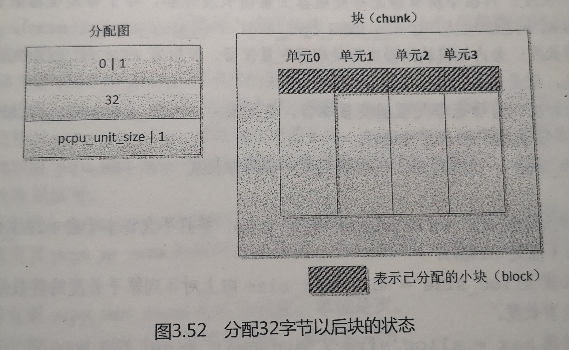 分配图
0 | 1
32
pcpu_unit_size | 1
块（chunk）
单元0 单元1 单元2 单元3
表示已分配的小块（block）
图3.52 分配32字节以后块的状态